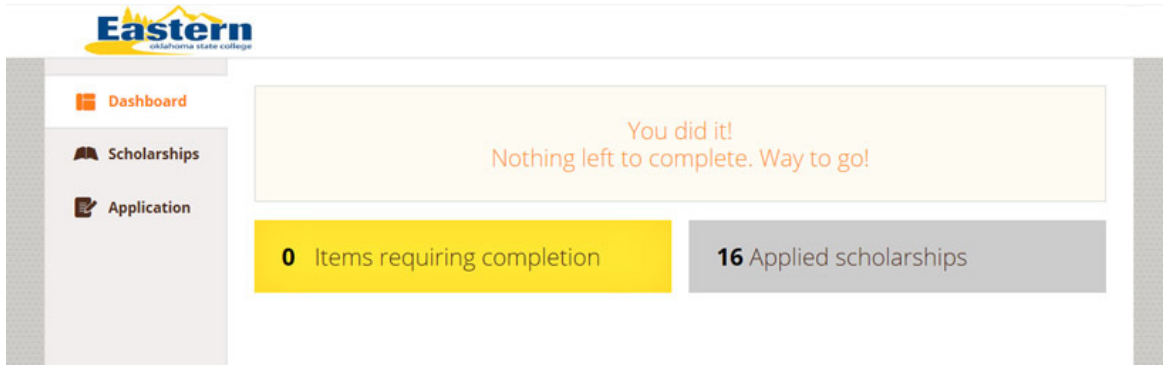 Eastern
oklahoma state college
Dashboard
Scholarships
Application
You did it!
Nothing left to complete. Way to go!
0 Items requiring completion
16 Applied scholarships